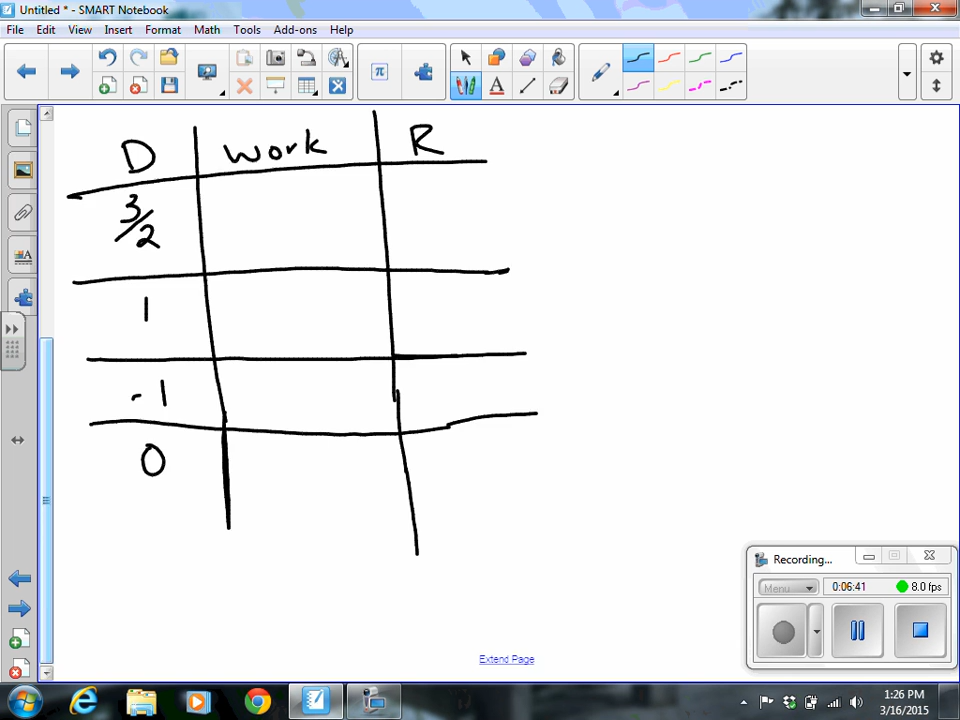 Untitled * - SMART Notebook
File Edit View Insert Format Math Tools Add-ons Help
π
A
D work R
3/2
1
-1
0
Extend Page
Recording...
Menu 0:06:41 8.0 fps
1:26 PM
3/16/2015